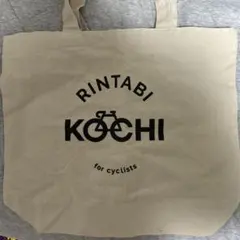 RINTABI
KOCHI
for cyclists